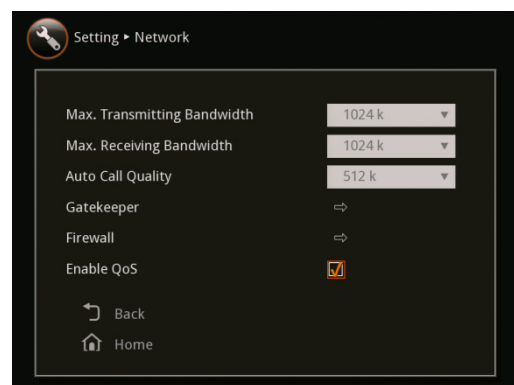 Setting ▸ Network
Max. Transmitting Bandwidth 1024 k
Max. Receiving Bandwidth 1024 k
Auto Call Quality 512 k
Gatekeeper
Firewall
Enable QoS
Back
Home